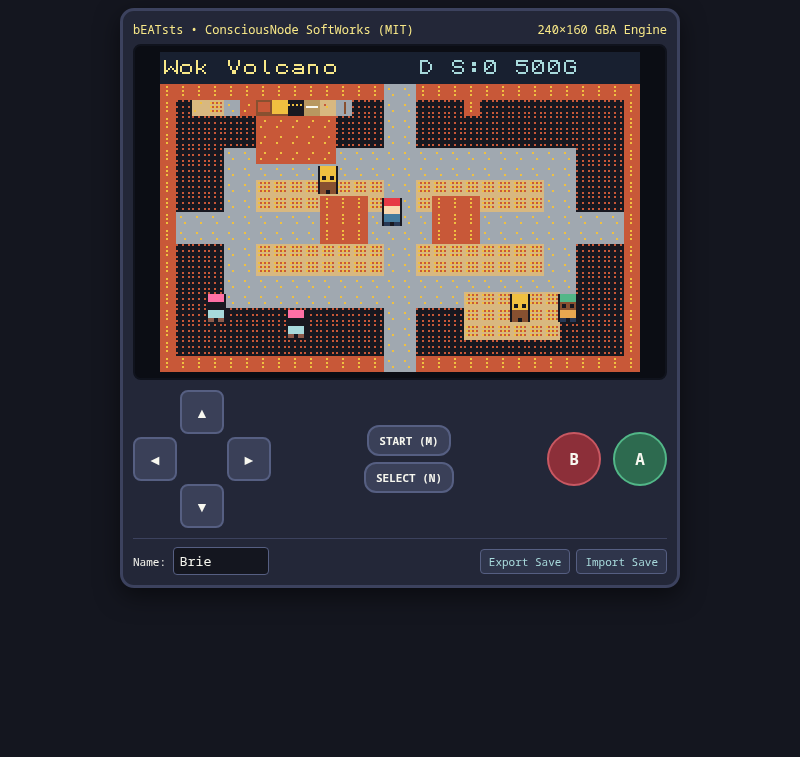 bEATsts • ConsciousNode SoftWorks (MIT) 240×160 GBA Engine
Wok Volcano D S:0 500G
▲
◄ ►
▼
START (M)
SELECT (N)
B A
Name: Brie Export Save Import Save